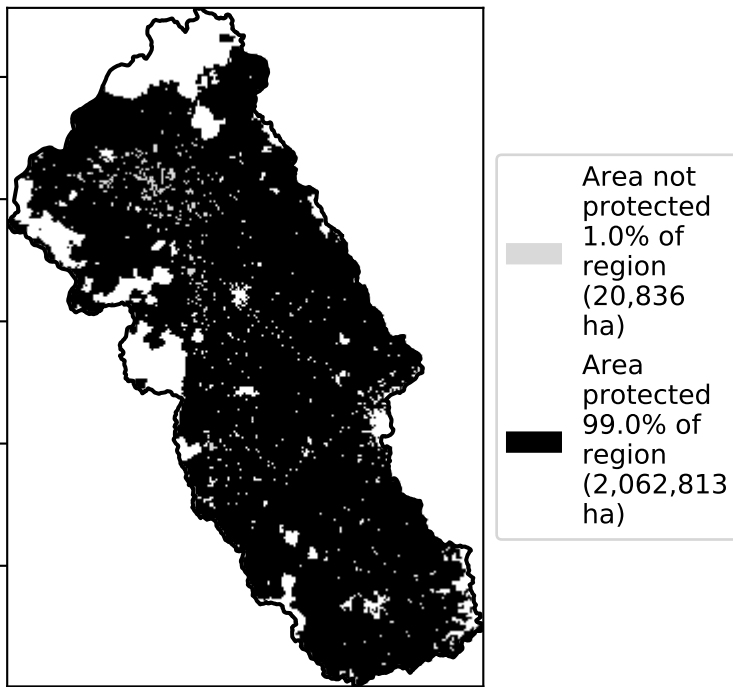 Area not
protected
1.0% of
region
(20,836
ha)
Area
protected
99.0% of
region
(2,062,813
ha)